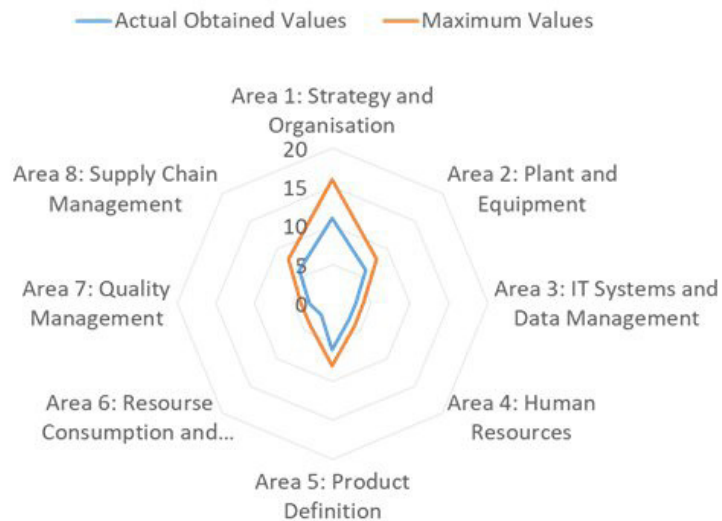 Actual Obtained Values
Maximum Values
Area 1: Strategy and
Organisation
20
15
10
5
0
Area 2: Plant and
Equipment
Area 3: IT Systems and
Data Management
Area 4: Human
Resources
Area 5: Product
Definition
Area 6: Resourse
Consumption and...
Area 7: Quality
Management
Area 8: Supply Chain
Management